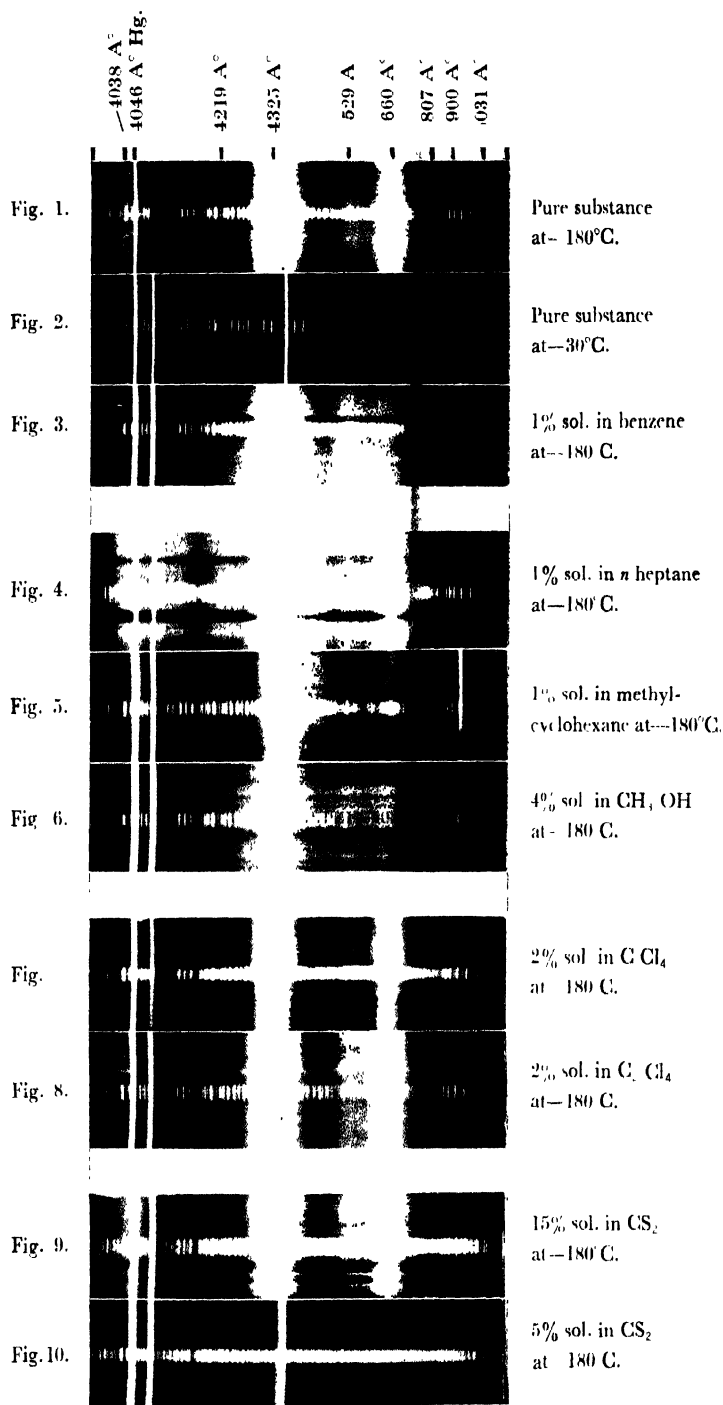 4038 A°
4046 A° Hg.
4219 A°
4325 A°
529 A
660 A°
807 A
900 A°
031 A
Fig. 1.
Pure substance
at- 180°C.
Fig. 2.
Pure substance
at—30°C.
Fig. 3.
1% sol. in benzene
at—180 C.
Fig. 4.
1% sol. in n heptane
at—180°C.
Fig. 5.
1% sol. in methyl-
cyclohexane at—180°C.
Fig 6.
4% sol in CH3 OH
at- 180 C.
Fig.
2% sol in C Cl4
at 180 C.
Fig. 8.
2% sol in C2 Cl4
at—180 C.
Fig. 9.
15% sol. in CS2
at—180°C.
Fig.10.
5% sol. in CS2
at 180 C.